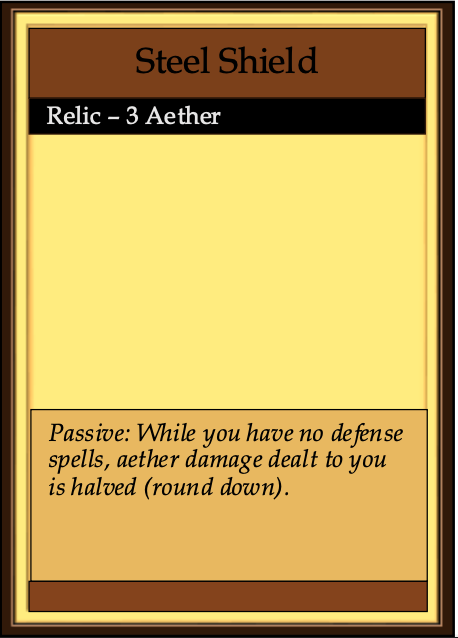 Steel Shield
Relic – 3 Aether
Passive: While you have no defense
spells, aether damage dealt to you
is halved (round down).